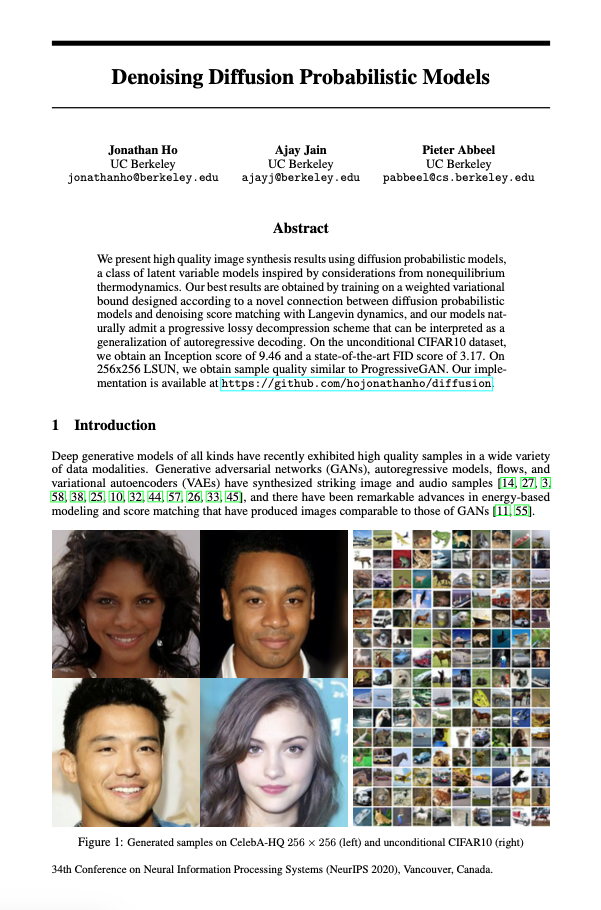 Denoising Diffusion Probabilistic Models
Jonathan Ho
UC Berkeley
jonathanho@berkeley.edu
Ajay Jain
UC Berkeley
ajayj@berkeley.edu
Pieter Abbeel
UC Berkeley
pabbeel@cs.berkeley.edu
Abstract
We present high quality image synthesis results using diffusion probabilistic models,
a class of latent variable models inspired by considerations from nonequilibrium
thermodynamics. Our best results are obtained by training on a weighted variational
bound designed according to a novel connection between diffusion probabilistic
models and denoising score matching with Langevin dynamics, and our models nat-
urally admit a progressive lossy decompression scheme that can be interpreted as a
generalization of autoregressive decoding. On the unconditional CIFAR10 dataset,
we obtain an Inception score of 9.46 and a state-of-the-art FID score of 3.17. On
256x256 LSUN, we obtain sample quality similar to ProgressiveGAN. Our imple-
mentation is available at https://github.com/hojonathanho/diffusion.
1 Introduction
Deep generative models of all kinds have recently exhibited high quality samples in a wide variety
of data modalities. Generative adversarial networks (GANs), autoregressive models, flows, and
variational autoencoders (VAEs) have synthesized striking image and audio samples [14, 27, 3,
58, 38, 25, 10, 32, 44, 57, 26, 33, 45], and there have been remarkable advances in energy-based
modeling and score matching that have produced images comparable to those of GANs [11, 55].
Figure 1: Generated samples on CelebA-HQ 256 × 256 (left) and unconditional CIFAR10 (right)
34th Conference on Neural Information Processing Systems (NeurIPS 2020), Vancouver, Canada.